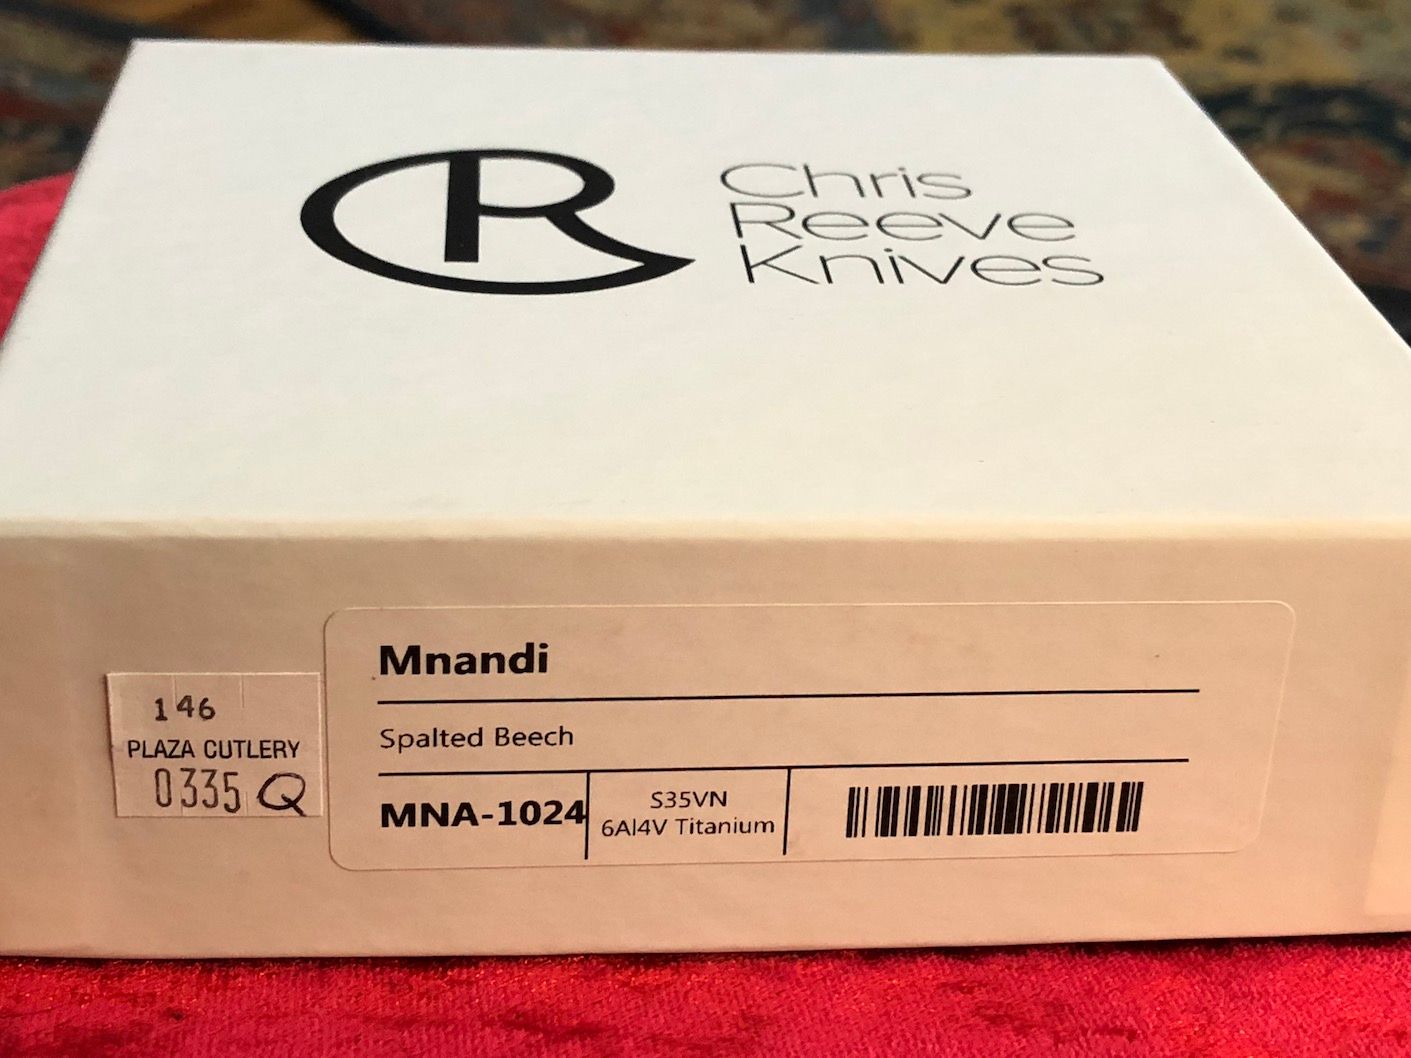 CR
Chris
Reeve
Knives
146
PLAZA CUTLERY
0335 Q
Mnandi
Spalted Beech
MNA-1024
S35VN
6Al4V Titanium